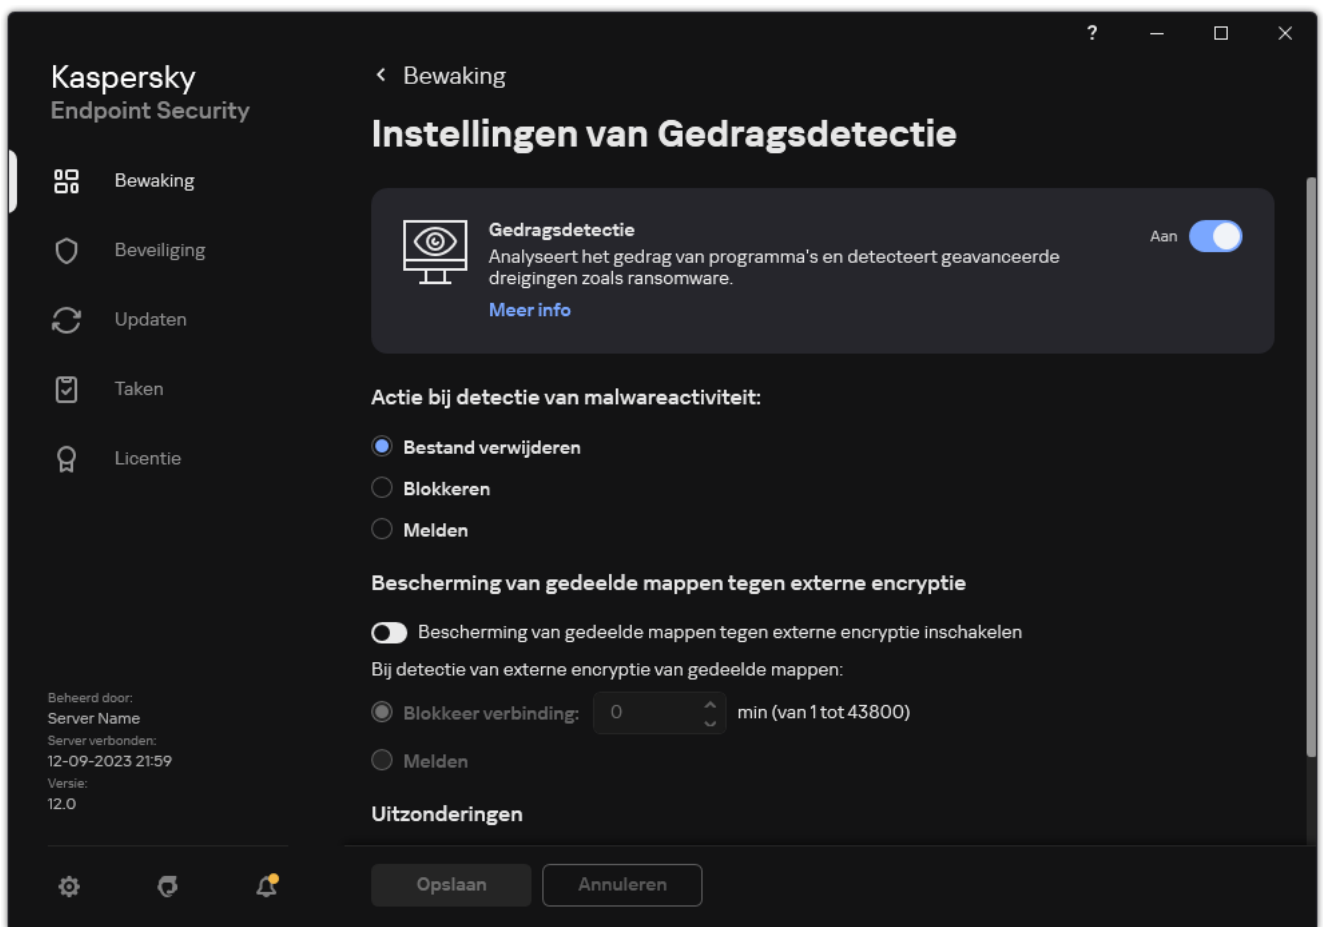 ?
Kaspersky
Endpoint Security
Bewaking
Beveiliging
Updaten
Taken
Licentie
Beheerd door:
Server Name
Server verbonden:
12-09-2023 21:59
Versie:
12.0
Bewaking
Instellingen van Gedragsdetectie
Gedragsdetectie
Analyseert het gedrag van programma's en detecteert geavanceerde
dreigingen zoals ransomware.
Meer info
Aan
Actie bij detectie van malwareactiviteit:
Bestand verwijderen
Blokkeren
Melden
Bescherming van gedeelde mappen tegen externe encryptie
Bescherming van gedeelde mappen tegen externe encryptie inschakelen
Bij detectie van externe encryptie van gedeelde mappen:
Blokkeer verbinding: 0 min (van 1 tot 43800)
Melden
Uitzonderingen
Opslaan Annuleren